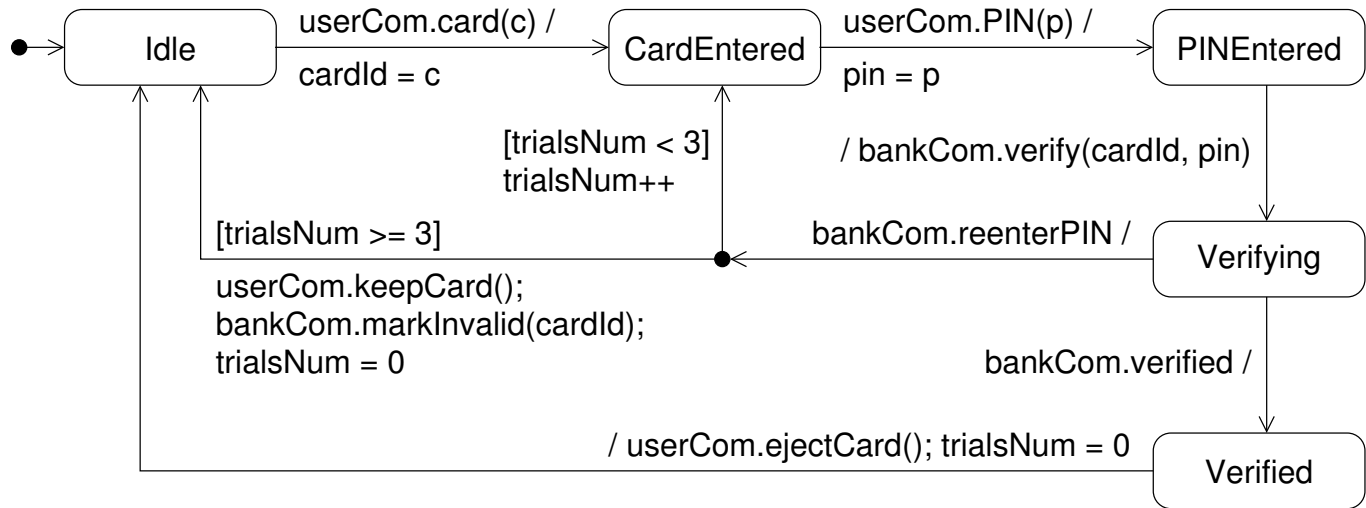 userCom.card(c) /
userCom.PIN(p) /
Idle
CardEntered
PINEntered
cardId = c
pin = p
[trialsNum < 3]
trialsNum++
/ bankCom.verify(cardId, pin)
[trialsNum >= 3]
bankCom.reenterPIN /
Verifying
userCom.keepCard();
bankCom.markInvalid(cardId);
trialsNum = 0
bankCom.verified /
/ userCom.ejectCard(); trialsNum = 0
Verified